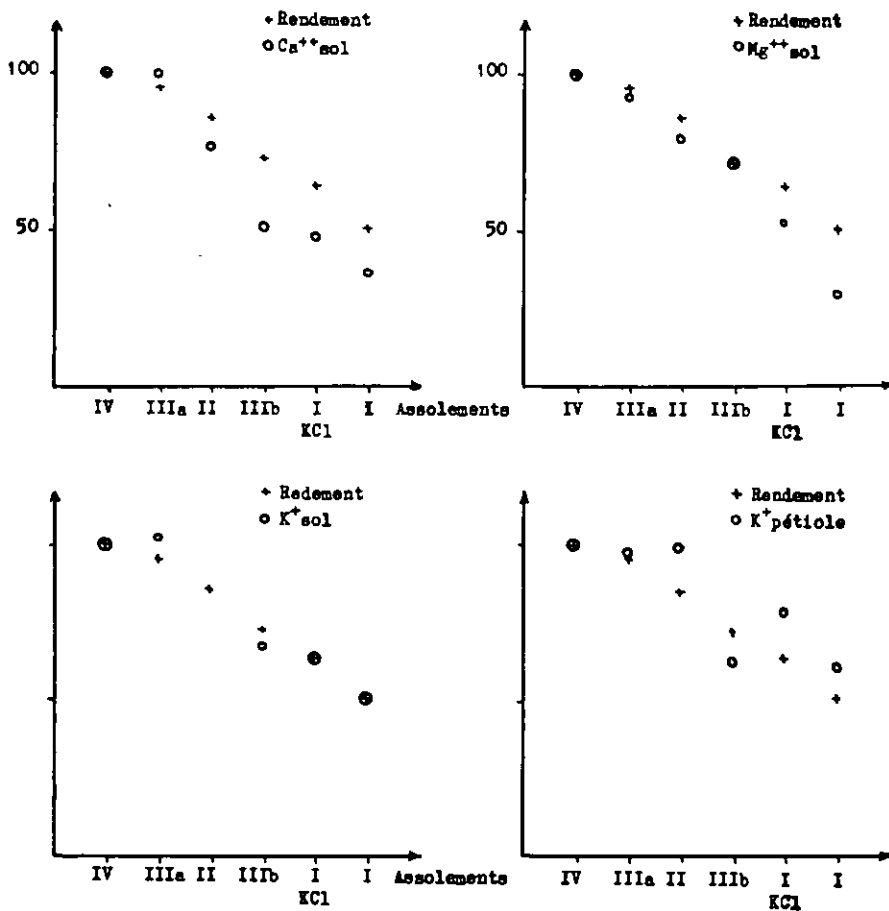 + Rendement
o Ca++ sol
100
50
IV IIIa II IIIb I I Assolements
KCl
+ Rendement
o Mg++ sol
100
50
IV IIIa II IIIb I I
KCl
+ Redement
o K+ sol
IV IIIa II IIIb I I Assolements
KCl
+ Rendement
o K+ pétiole
IV IIIa II IIIb I I
KCl